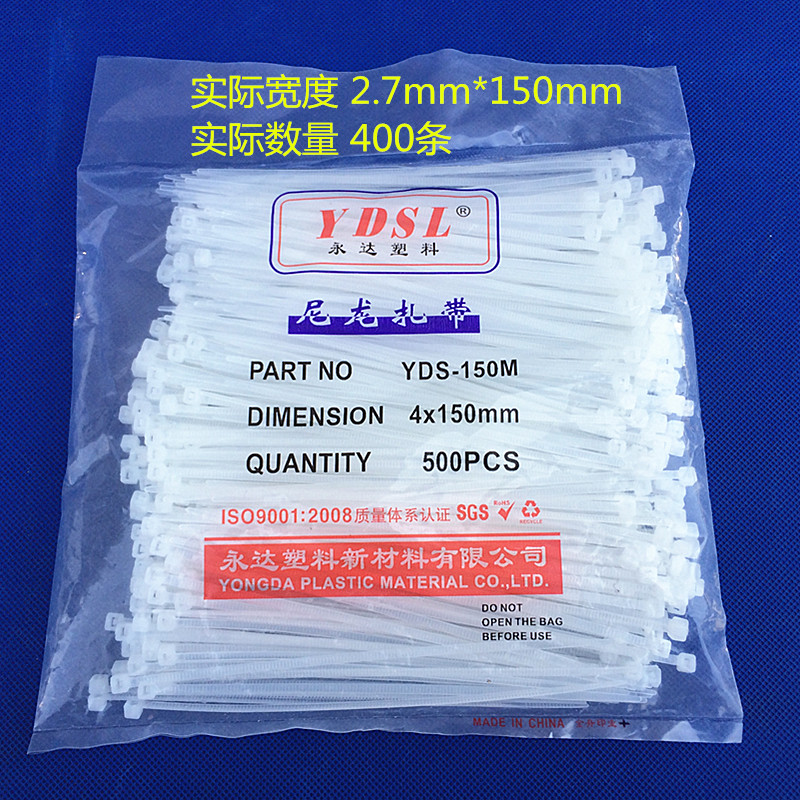 实际宽度 2.7mm*150mm
实际数量 400条
YDSL®
永达塑料
尼龙扎带
PART NO YDS-150M
DIMENSION 4x150mm
QUANTITY 500PCS
ISO9001:2008质量体系认证 SGS RoHS
RECYCLE
永达塑料新材料有限公司
YONGDA PLASTIC MATERIAL CO.,LTD.
DO NOT
OPEN THE BAG
BEFORE USE
MADE IN CHINA